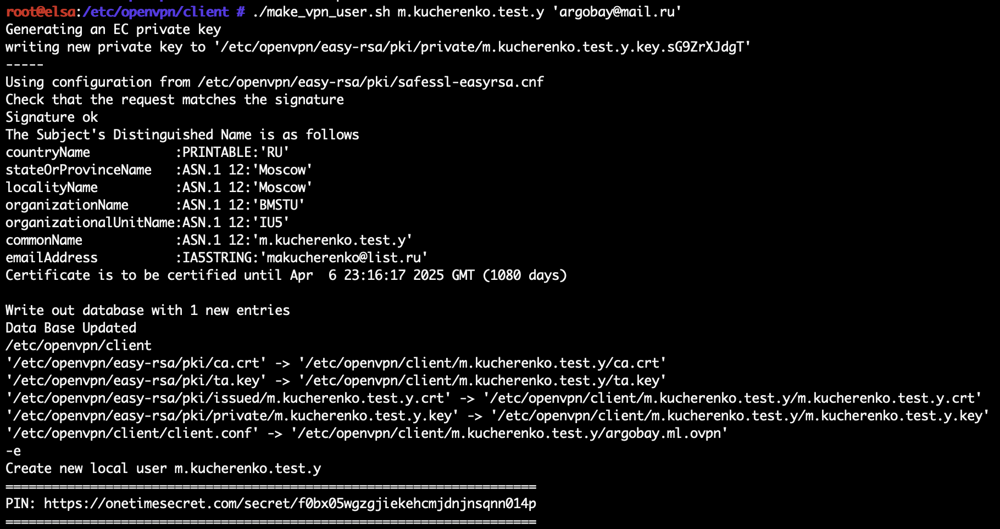 root@elsa:/etc/openvpn/client # ./make_vpn_user.sh m.kucherenko.test.y 'argobay@mail.ru'
Generating an EC private key
writing new private key to '/etc/openvpn/easy-rsa/pki/private/m.kucherenko.test.y.key.sG9ZrXJdgT'
-----
Using configuration from /etc/openvpn/easy-rsa/pki/safessl-easyrsa.cnf
Check that the request matches the signature
Signature ok
The Subject's Distinguished Name is as follows
countryName           :PRINTABLE:'RU'
stateOrProvinceName   :ASN.1 12:'Moscow'
localityName          :ASN.1 12:'Moscow'
organizationName      :ASN.1 12:'BMSTU'
organizationalUnitName:ASN.1 12:'IU5'
commonName            :ASN.1 12:'m.kucherenko.test.y'
emailAddress          :IA5STRING:'makucherenko@list.ru'
Certificate is to be certified until Apr  6 23:16:17 2025 GMT (1080 days)

Write out database with 1 new entries
Data Base Updated
/etc/openvpn/client
'/etc/openvpn/easy-rsa/pki/ca.crt' -> '/etc/openvpn/client/m.kucherenko.test.y/ca.crt'
'/etc/openvpn/easy-rsa/pki/ta.key' -> '/etc/openvpn/client/m.kucherenko.test.y/ta.key'
'/etc/openvpn/easy-rsa/pki/issued/m.kucherenko.test.y.crt' -> '/etc/openvpn/client/m.kucherenko.test.y/m.kucherenko.test.y.crt'
'/etc/openvpn/easy-rsa/pki/private/m.kucherenko.test.y.key' -> '/etc/openvpn/client/m.kucherenko.test.y/m.kucherenko.test.y.key'
'/etc/openvpn/client/client.conf' -> '/etc/openvpn/client/m.kucherenko.test.y/argobay.ml.ovpn'
-e
Create new local user m.kucherenko.test.y
=====================================================================
PIN: https://onetimesecret.com/secret/f0bx05wgzgjiekehcmjdnjnsqnn014p
=====================================================================